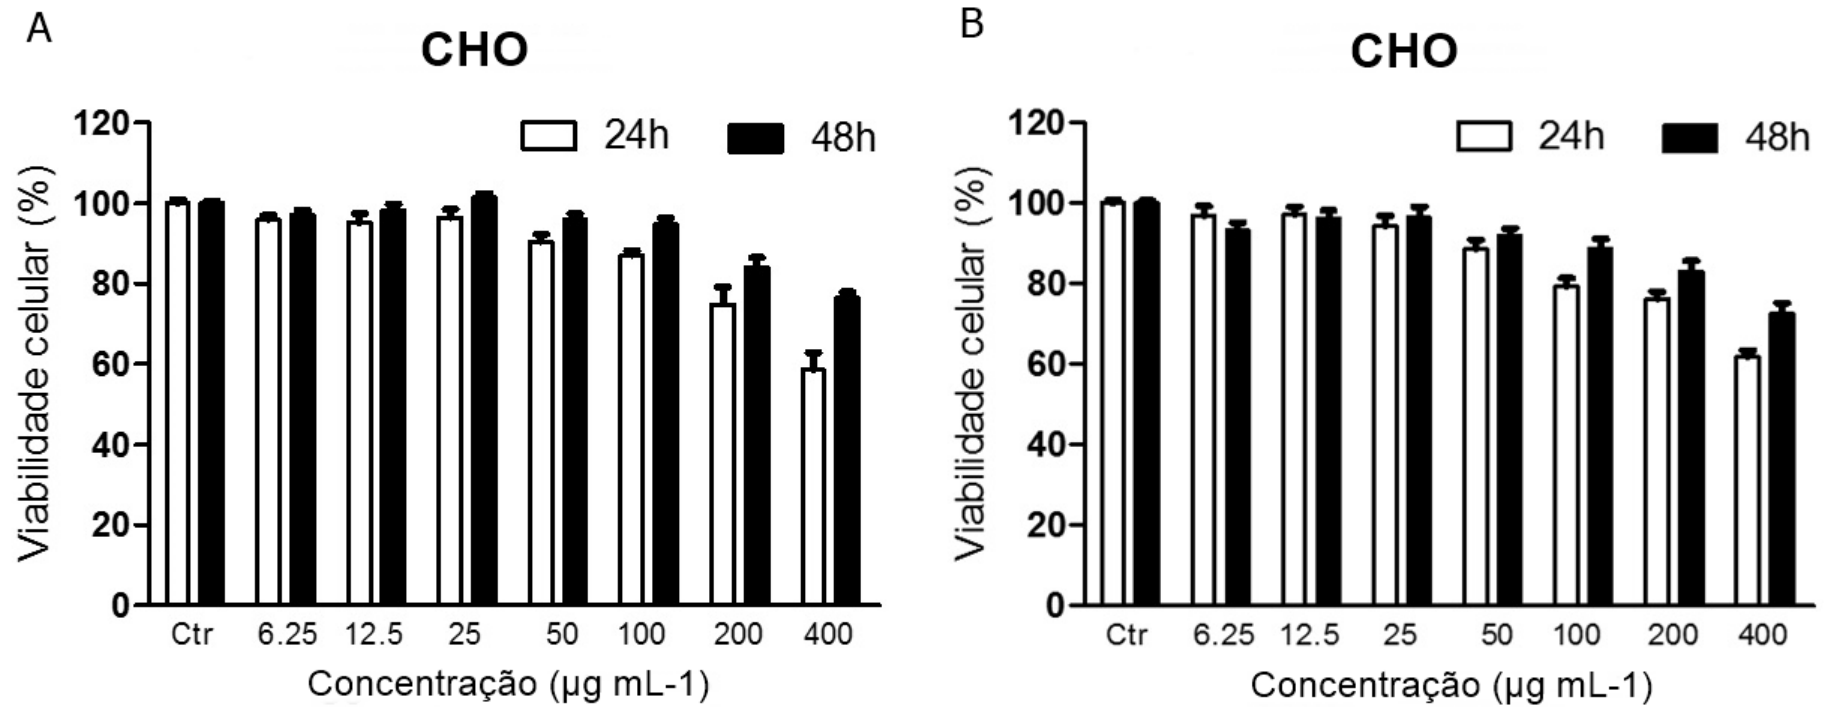 A
CHO
24h 48h
120
100
80
60
40
20
0
Viabilidade celular (%)
Ctr 6.25 12.5 25 50 100 200 400
Concentração (µg mL-1)
B
CHO
24h 48h
120
100
80
60
40
20
0
Viabilidade celular (%)
Ctr 6.25 12.5 25 50 100 200 400
Concentração (µg mL-1)